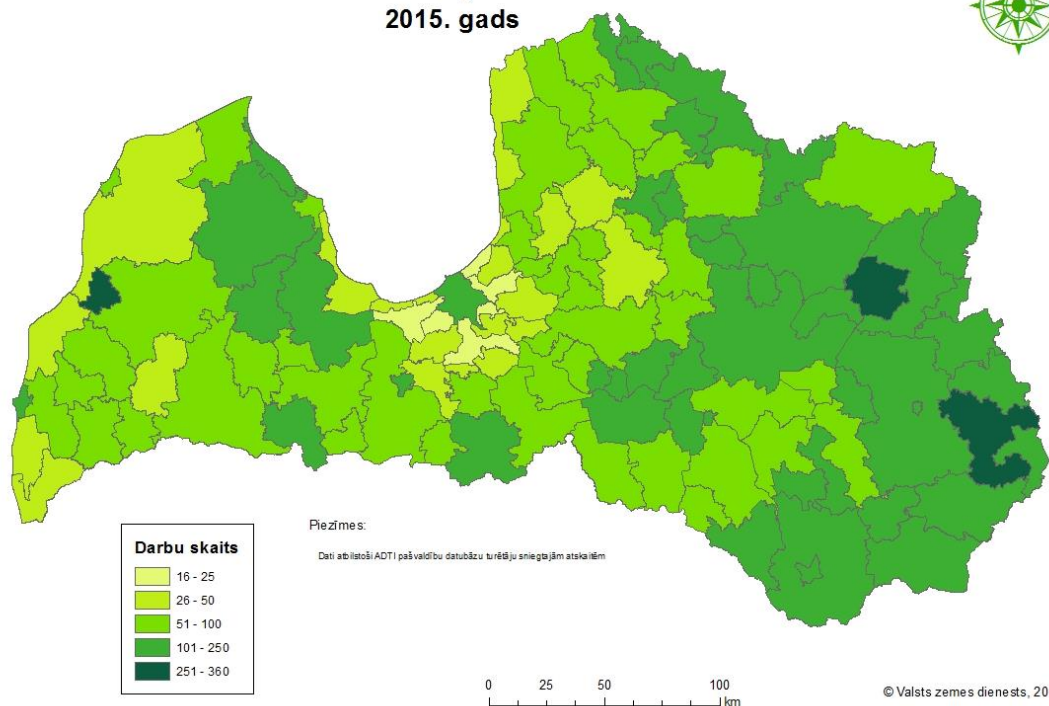 2015. gads
Piezīmes:
Dati atbilstoši ADTI pašvaldību datubāzu turētāju sniegtajām atskaitēm
Darbu skaits
16 - 25
26 - 50
51 - 100
101 - 250
251 - 360
0 25 50 100
km
© Valsts zemes dienests, 20